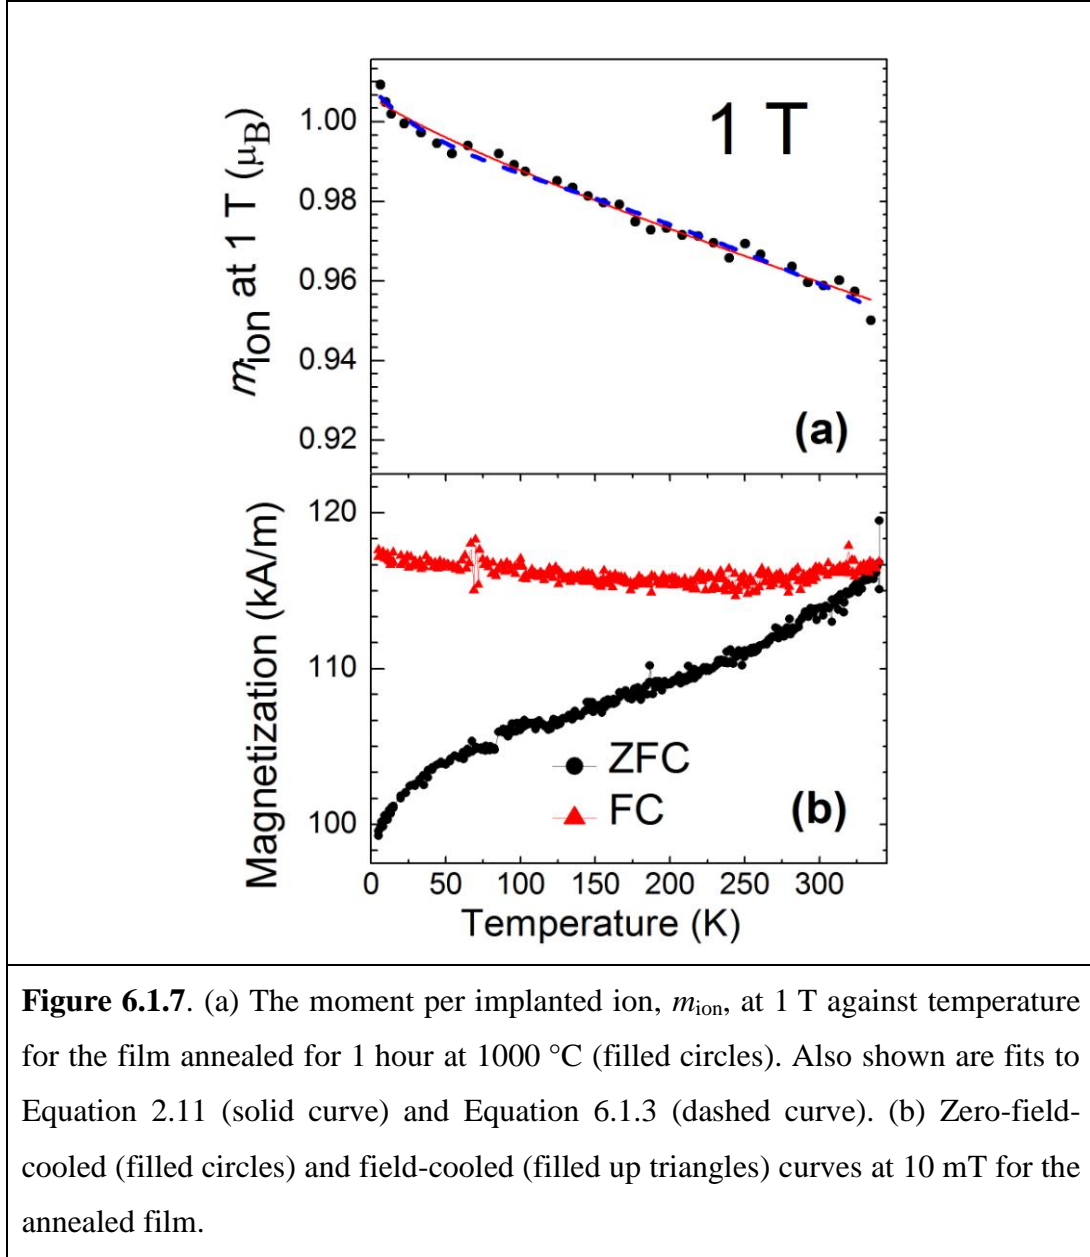 1 T
1.00
0.98
0.96
0.94
0.92
m_ion at 1 T (μ_B)
(a)
120
110
100
Magnetization (kA/m)
ZFC
FC
(b)
0 50 100 150 200 250 300
Temperature (K)
Figure 6.1.7. (a) The moment per implanted ion, m_ion, at 1 T against temperature
for the film annealed for 1 hour at 1000 °C (filled circles). Also shown are fits to
Equation 2.11 (solid curve) and Equation 6.1.3 (dashed curve). (b) Zero-field-
cooled (filled circles) and field-cooled (filled up triangles) curves at 10 mT for the
annealed film.